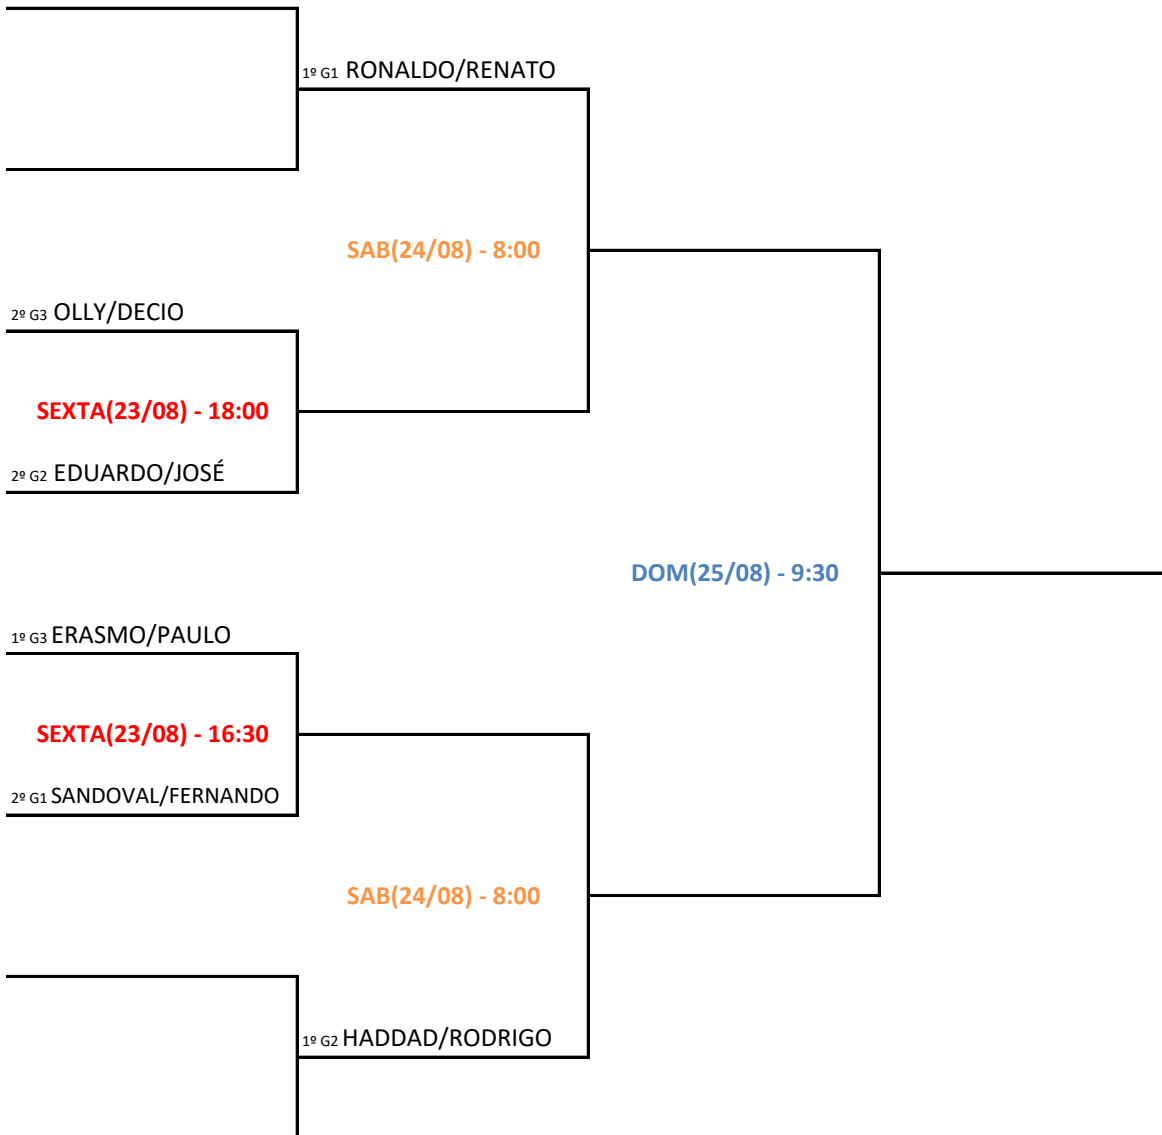 1º G1 RONALDO/RENATO
SAB(24/08) - 8:00
2º G3 OLLY/DECIO
SEXTA(23/08) - 18:00
2º G2 EDUARDO/JOSÉ
DOM(25/08) - 9:30
1º G3 ERASMO/PAULO
SEXTA(23/08) - 16:30
2º G1 SANDOVAL/FERNANDO
SAB(24/08) - 8:00
1º G2 HADDAD/RODRIGO